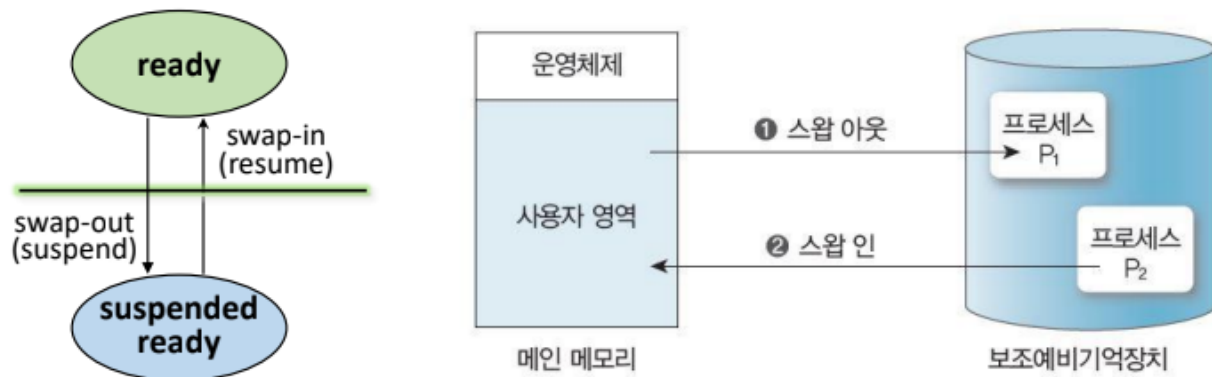 ready
swap-in
(resume)
swap-out
(suspend)
suspended
ready
운영체제
사용자 영역
메인 메모리
❶ 스왑 아웃
❷ 스왑 인
프로세스
P₁
프로세스
P₂
보조예비기억장치